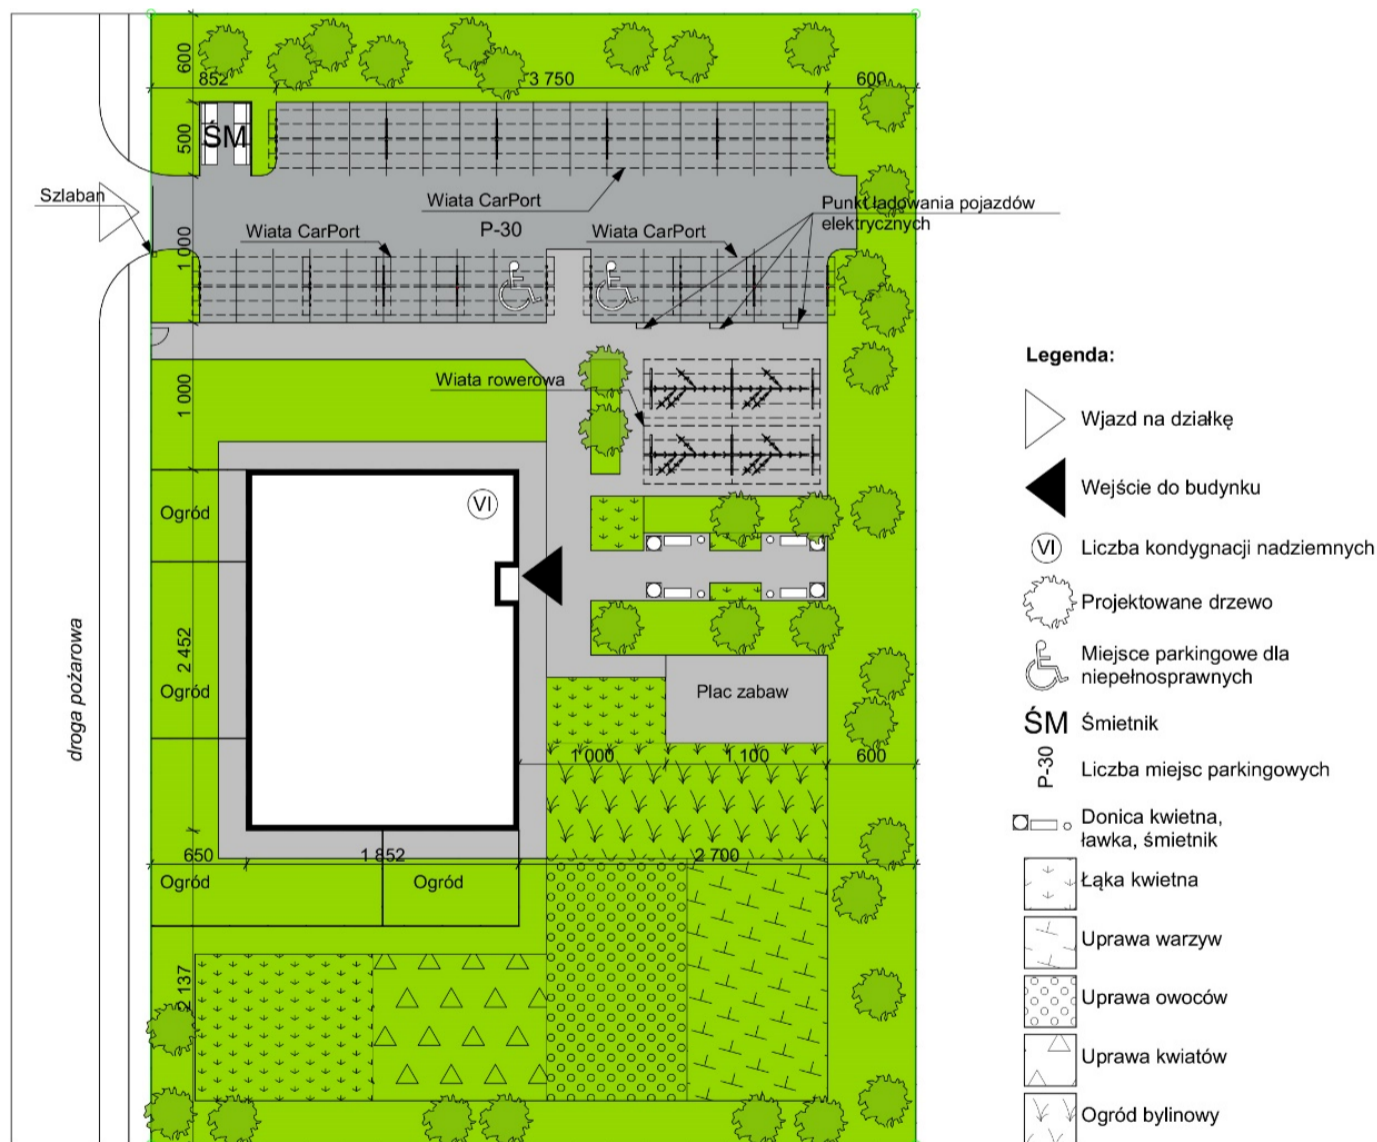 600
852
3 750
600
500
ŚM
Szlaban
Wiata CarPort
P-30
Wiata CarPort
Wiata CarPort
Punkt ładowania pojazdów
elektrycznych
1 000
1 000
Wiata rowerowa
VI
Ogród
2 452
Ogród
droga pożarowa
Plac zabaw
1 000
1 100
600
650
1 852
2 700
Ogród
Ogród
2 137
Legenda:
Wjazd na działkę
Wejście do budynku
VI Liczba kondygnacji nadziemnych
Projektowane drzewo
Miejsce parkingowe dla
niepełnosprawnych
ŚM Śmietnik
P-30 Liczba miejsc parkingowych
Donica kwietna,
ławka, śmietnik
Łąka kwietna
Uprawa warzyw
Uprawa owoców
Uprawa kwiatów
Ogród bylinowy